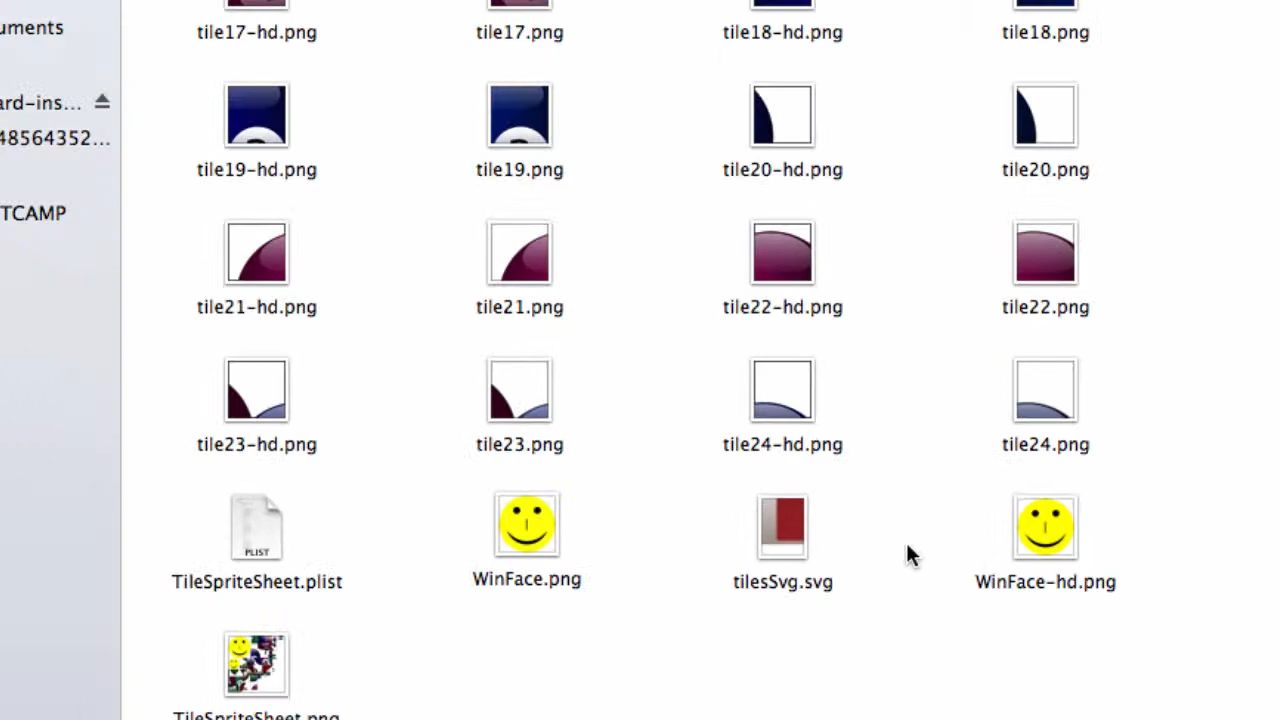 uments
ard-ins...
48564352...
TCAMP
tile17-hd.png
tile17.png
tile18-hd.png
tile18.png
tile19-hd.png
tile19.png
tile20-hd.png
tile20.png
tile21-hd.png
tile21.png
tile22-hd.png
tile22.png
tile23-hd.png
tile23.png
tile24-hd.png
tile24.png
PLIST
TileSpriteSheet.plist
WinFace.png
tilesSvg.svg
WinFace-hd.png
TileSpriteSheet.png